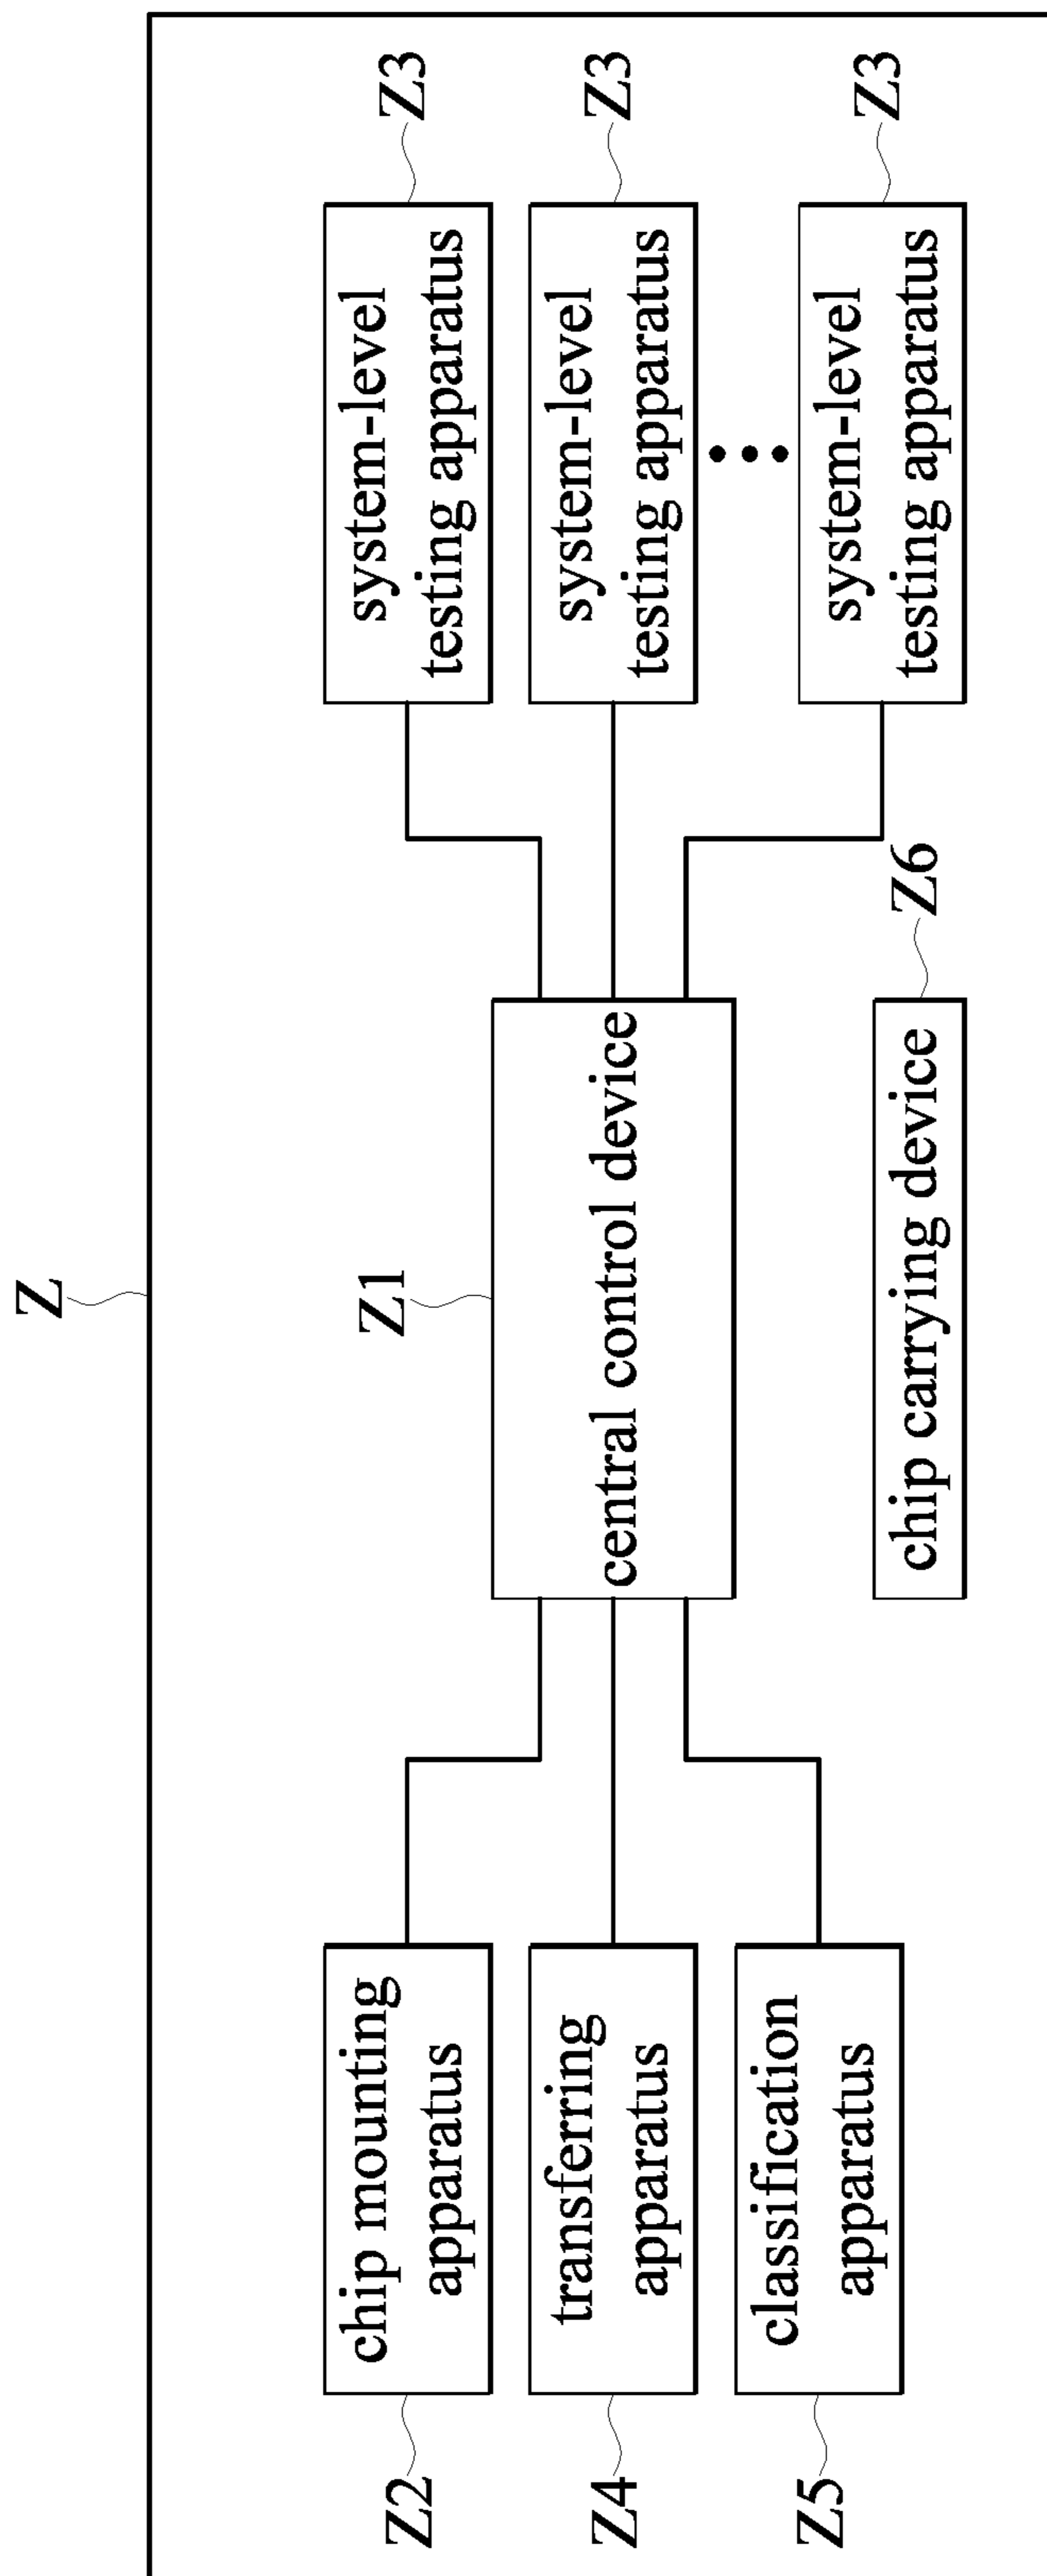 Z
Z1
Z2
chip mounting
apparatus
Z4
transferring
apparatus
Z5
classification
apparatus
central control device
chip carrying device
Z6
system-level
testing apparatus
Z3
system-level
testing apparatus
Z3
system-level
testing apparatus
Z3